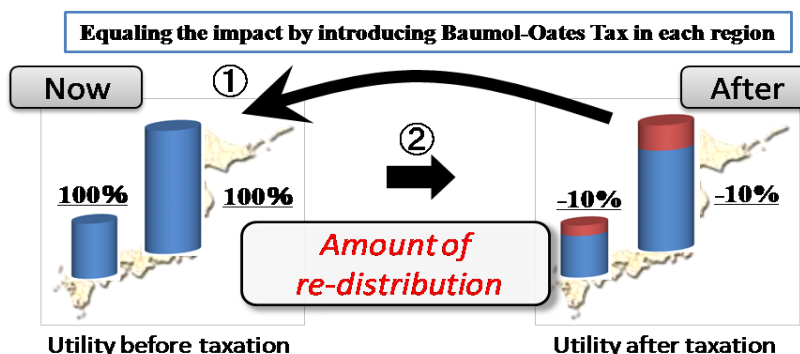 Equaling the impact by introducing Baumol-Oates Tax in each region
Now
①
After
②
100%
100%
-10%
-10%
Amount of
re-distribution
Utility before taxation
Utility after taxation